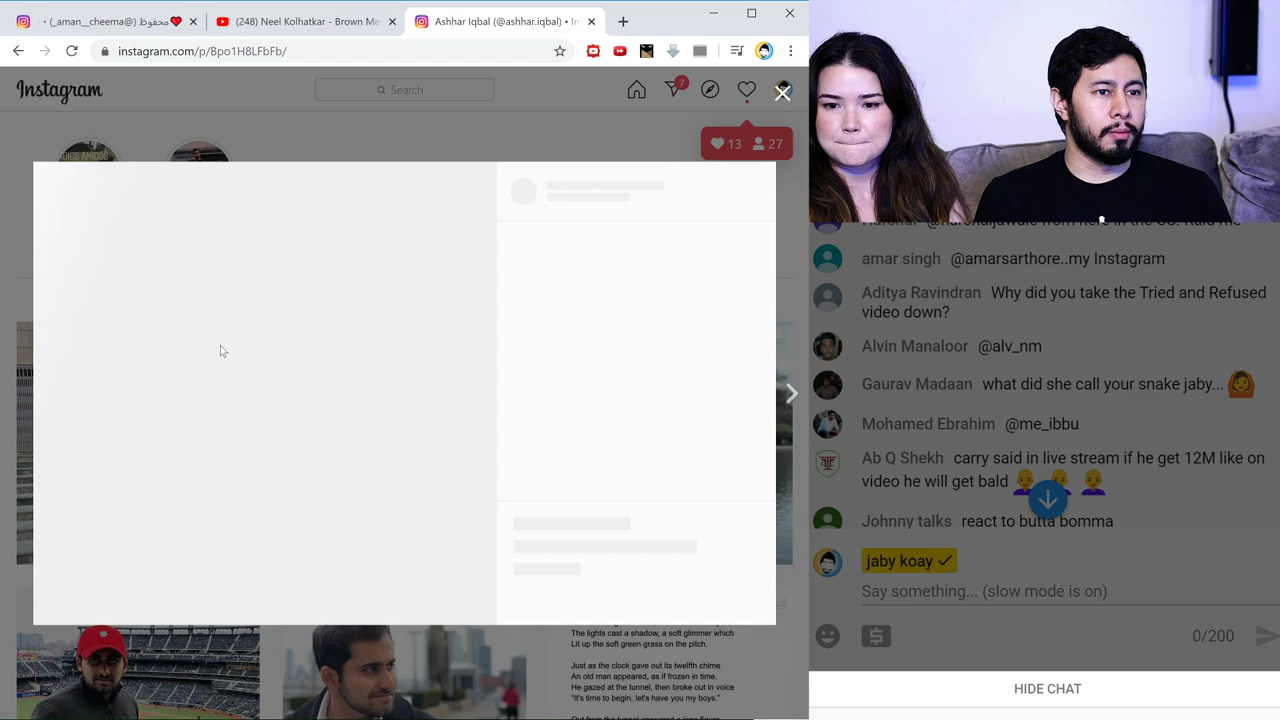 محفوظ (@_aman__cheema) •
(248) Neel Kolhatkar - Brown Me
Ashhar Iqbal (@ashhar.iqbal) • In
instagram.com/p/Bpo1H8LFbFb/
Instagram
Search
7
13 27
ADIOS AMIGOS
The lights cast a shadow, a soft glimmer which
Lit up the soft green grass on the pitch.
Just as the clock gave out its twelfth chime
An old man appeared, as if frozen in time.
He gazed at the tunnel, then broke out in voice
"It's time to begin, let's have you my boys."
amar singh @amarsarthore..my Instagram
Aditya Ravindran Why did you take the Tried and Refused
video down?
Alvin Manaloor @alv_nm
Gaurav Madaan what did she call your snake jaby...
Mohamed Ebrahim @me_ibbu
Ab Q Shekh carry said in live stream if he get 12M like on
video he will get bald
Johnny talks react to butta bomma
jaby koay
Say something... (slow mode is on)
0/200
HIDE CHAT